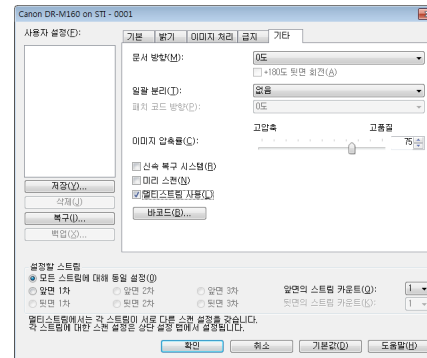 Canon DR-M160 on STI - 0001
사용자 설정(F):
기본 밝기 이미지 처리 급지 기타
문서 방향(M): 0도
+180도 뒷면 회전(A)
일괄 분리(T): 없음
패치 코드 방향(P): 0도
고압축 고품질
이미지 압축률(C): 75
신속 복구 시스템(R)
미리 스캔(N)
멀티스트림 사용(L)
바코드(B)...
저장(Y)...
삭제(J)
복구(I)...
백업(X)...
설정할 스트림
모든 스트림에 대해 동일 설정(0)
앞면 1차 앞면 2차 앞면 3차 앞면의 스트림 카운트(Q): 1
뒷면 1차 뒷면 2차 뒷면 3차 뒷면의 스트림 카운트(K): 1
멀티스트림에서는 각 스트림이 서로 다른 스캔 설정을 갖습니다.
각 스트림에 대한 스캔 설정은 상단 설정 탭에서 설정됩니다.
확인 취소 기본값(D) 도움말(H)